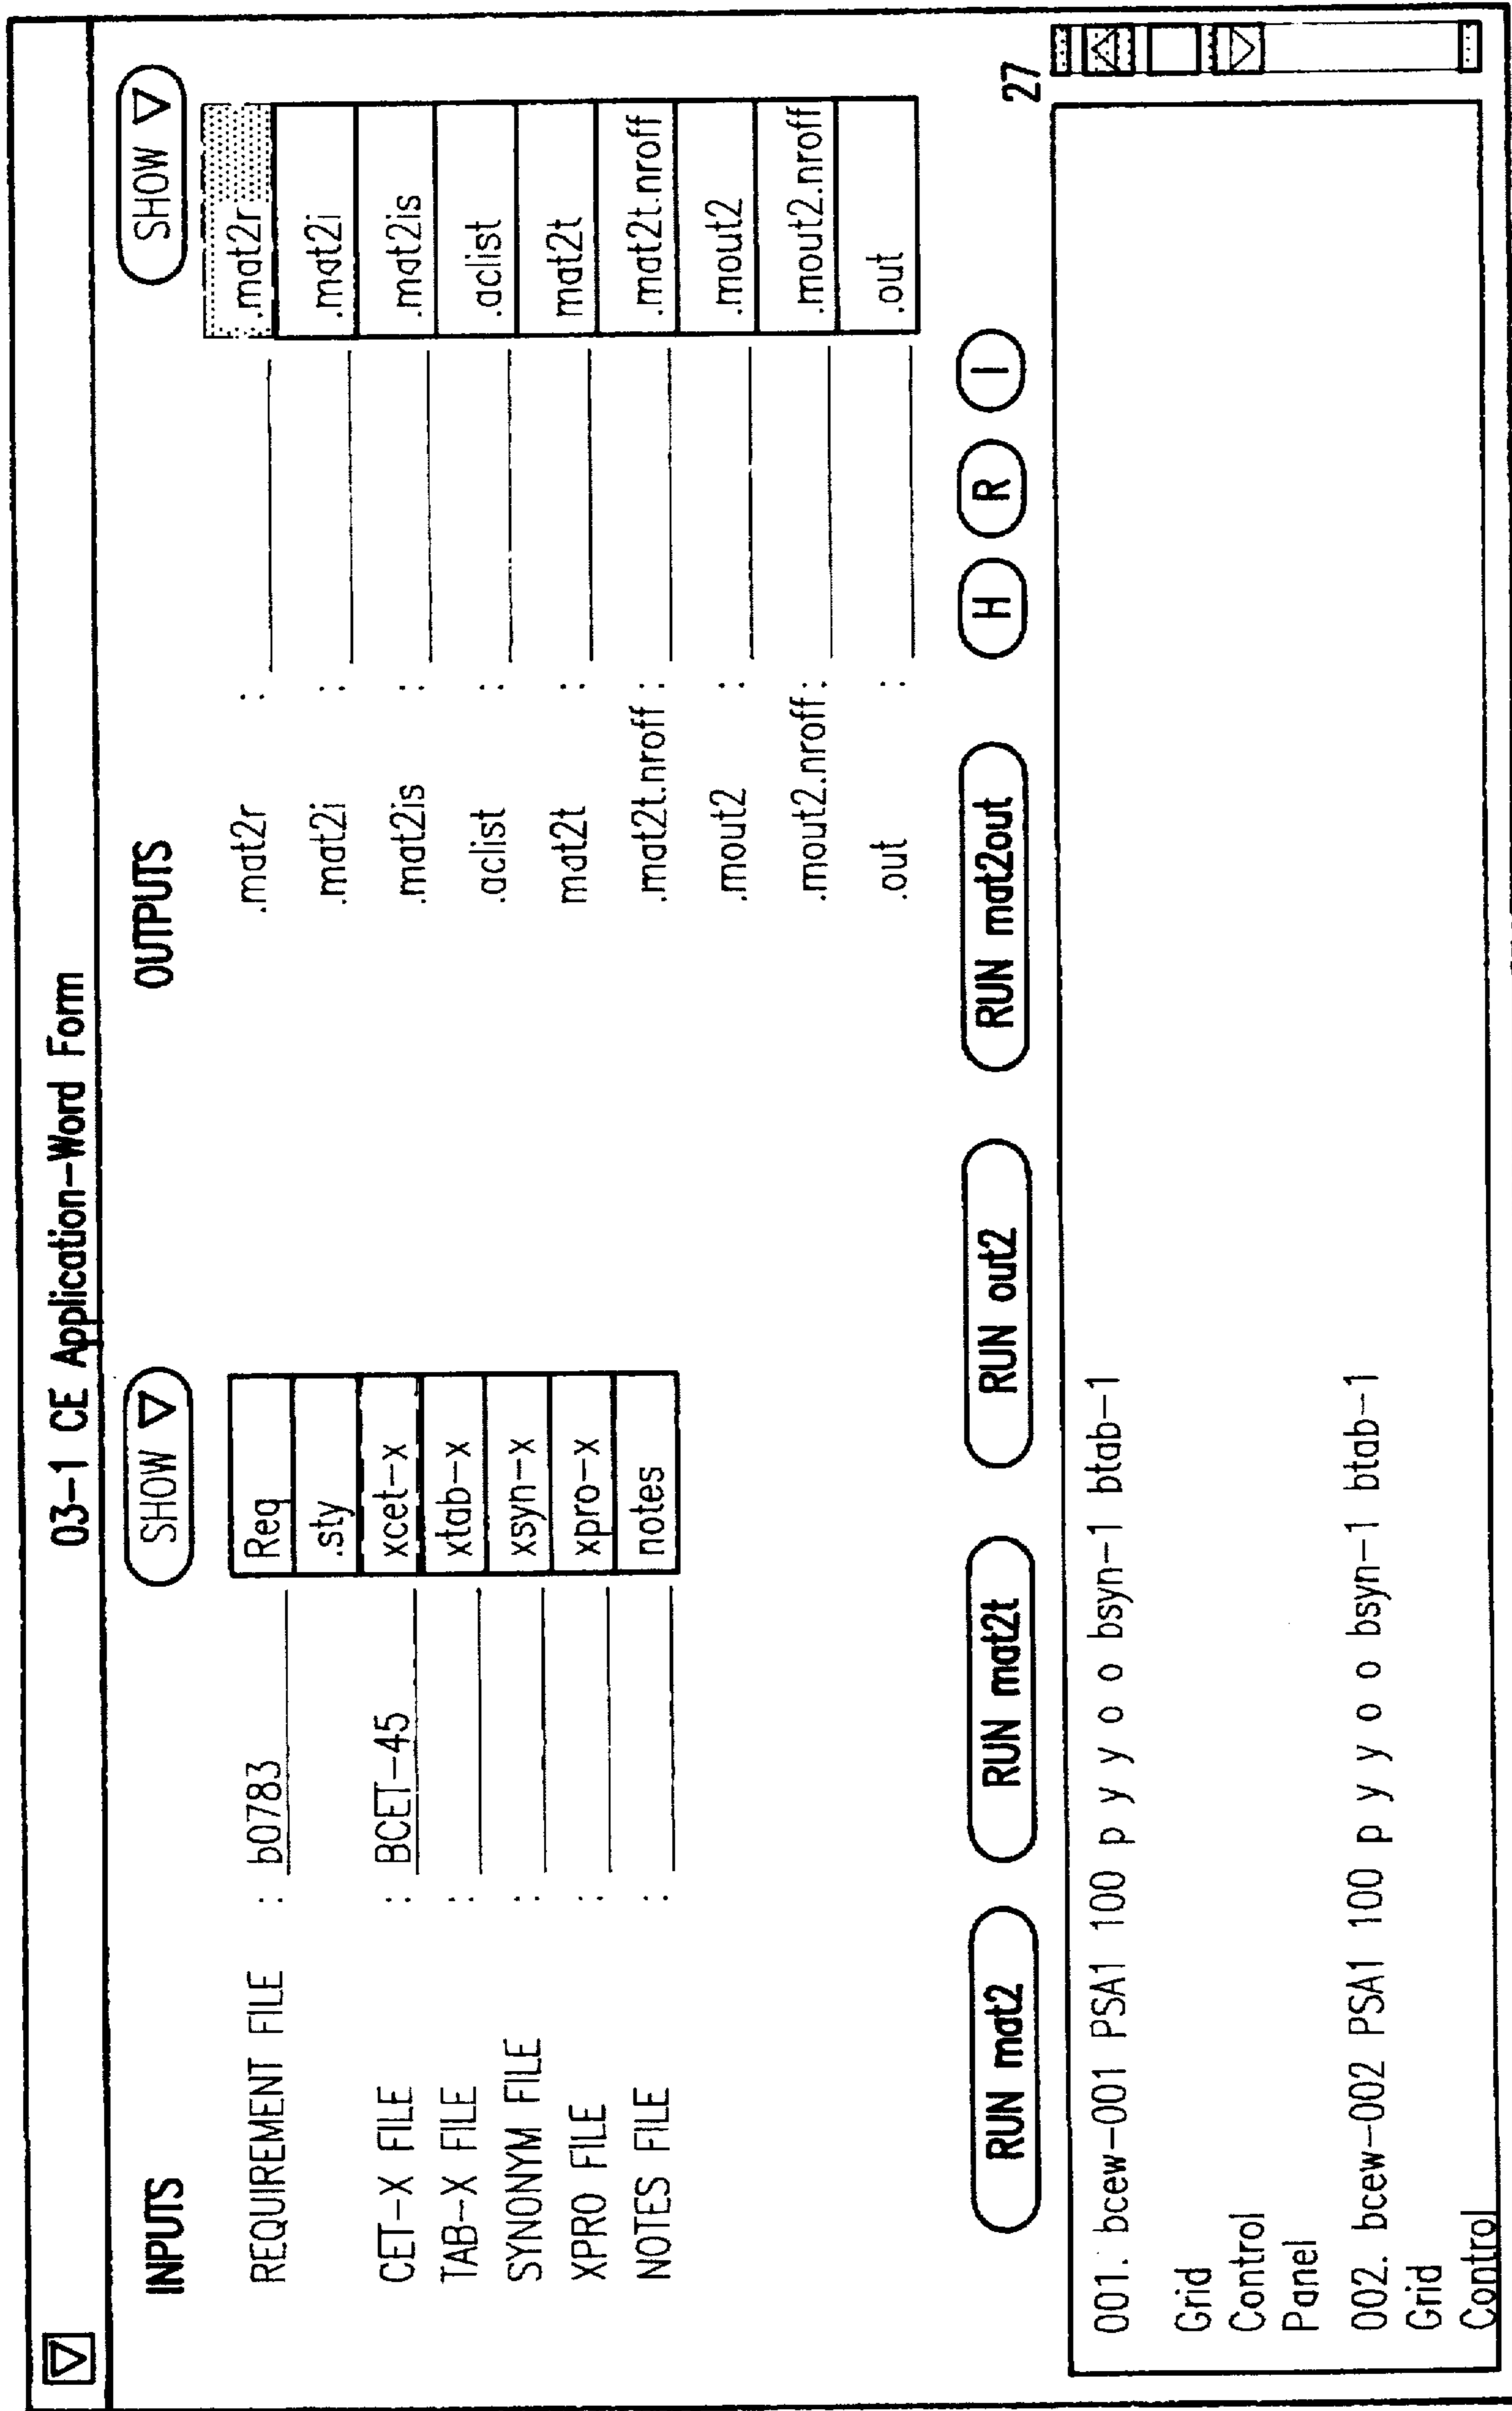 03-1 CE Application-Word Form
INPUTS
SHOW
REQUIREMENT FILE : b0783
CET-X FILE : BCET-45
TAB-X FILE :
SYNONYM FILE :
XPRO FILE :
NOTES FILE :
Req
.sty
xcet-x
xtab-x
xsyn-x
xpro-x
notes
OUTPUTS
SHOW
.mat2r : .mat2r
.mat2i : .mat2i
.mat2is : .mat2is
.aclist : .aclist
mat2t : mat2t
.mat2t.nroff : .mat2t.nroff
.mout2 : .mout2
.mout2.nroff : .mout2.nroff
.out : .out
RUN mat2 RUN mat2t RUN out2 RUN mat2out H R I
27
001. bcew-001 PSA1 100 p y y o o bsyn-1 btab-1
Grid
Control
Panel
002. bcew-002 PSA1 100 p y y o o bsyn-1 btab-1
Grid
Control